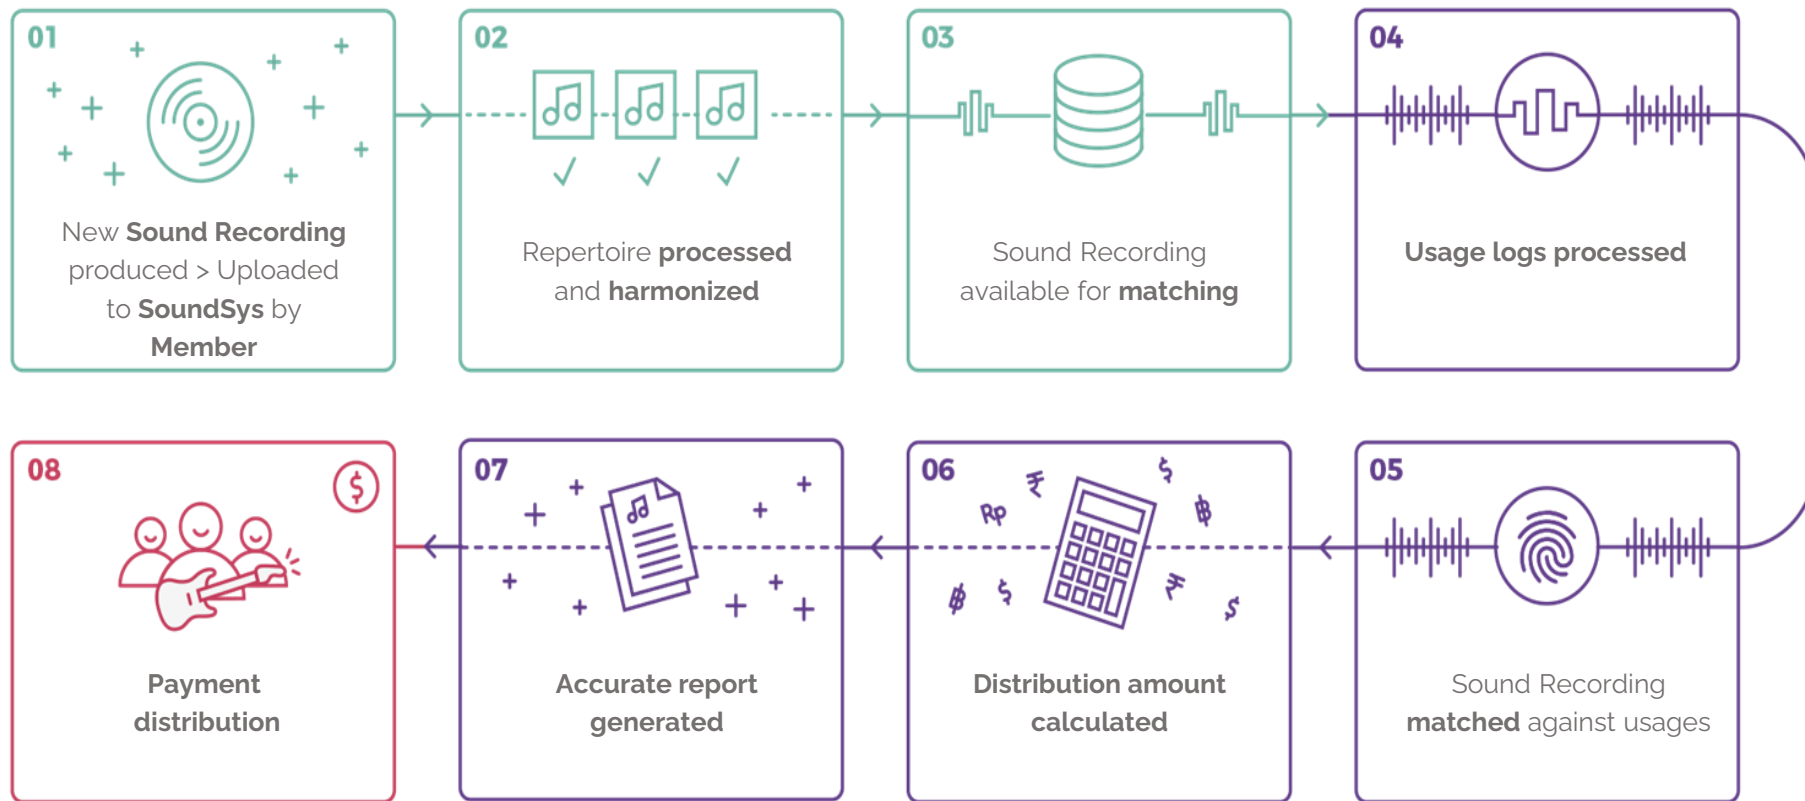 01
New Sound Recording
produced > Uploaded
to SoundSys by
Member
02
Repertoire processed
and harmonized
03
Sound Recording
available for matching
04
Usage logs processed
05
Sound Recording
matched against usages
06
Rp ₹ $ ฿
฿ $ ₹ $
Distribution amount
calculated
07
Accurate report
generated
08
$
Payment
distribution